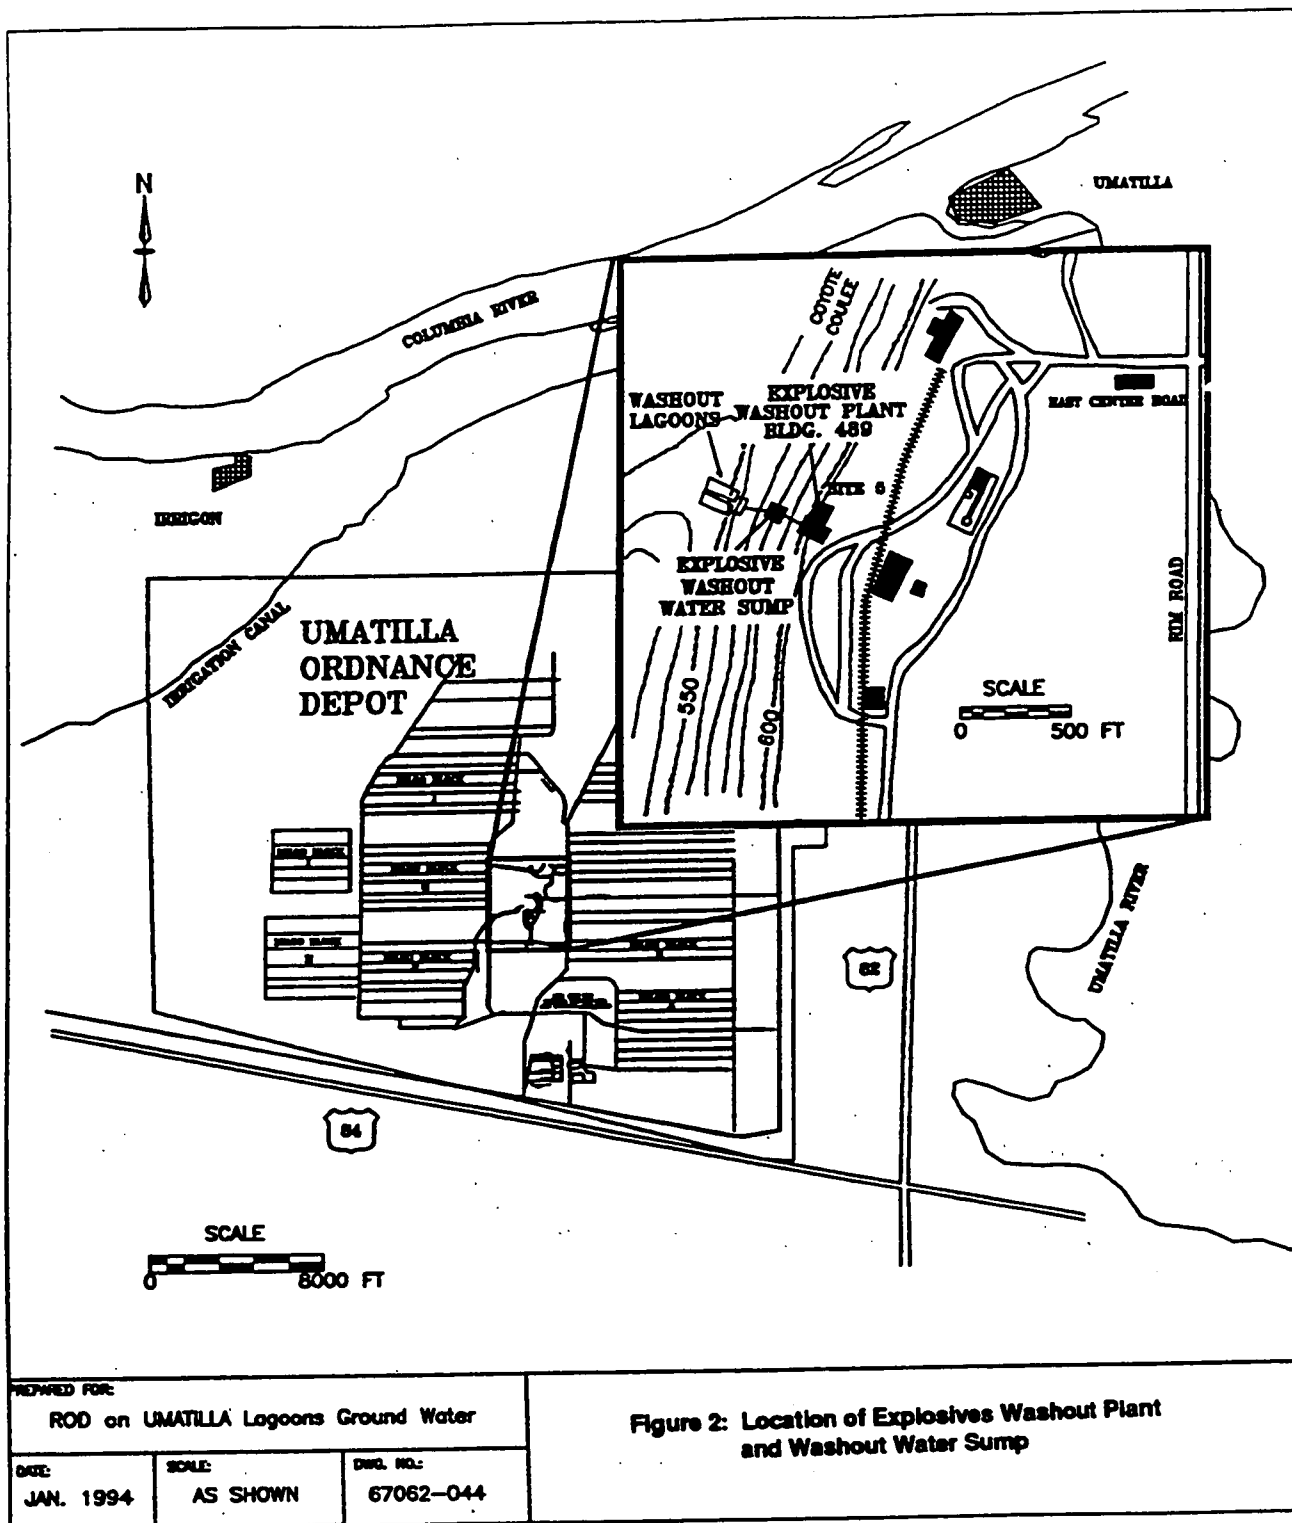 N
UMATILLA
COLUMBIA RIVER
IRRIGON
IRRIGATION CANAL
UMATILLA
ORDNANCE
DEPOT
COYOTE
COULEE
WASHOUT
LAGOONS
EXPLOSIVE
WASHOUT PLANT
BLDG. 489
SITE 5
EAST CENTER ROAD
EXPLOSIVE
WASHOUT
WATER SUMP
RIM ROAD
550
600
SCALE
0 500 FT
UMATILLA RIVER
82
84
SCALE
0 8000 FT
PREPARED FOR:
ROD on UMATILLA Lagoons Ground Water
DATE:
JAN. 1994
SCALE:
AS SHOWN
DWG. NO.:
67062-044
Figure 2: Location of Explosives Washout Plant
and Washout Water Sump